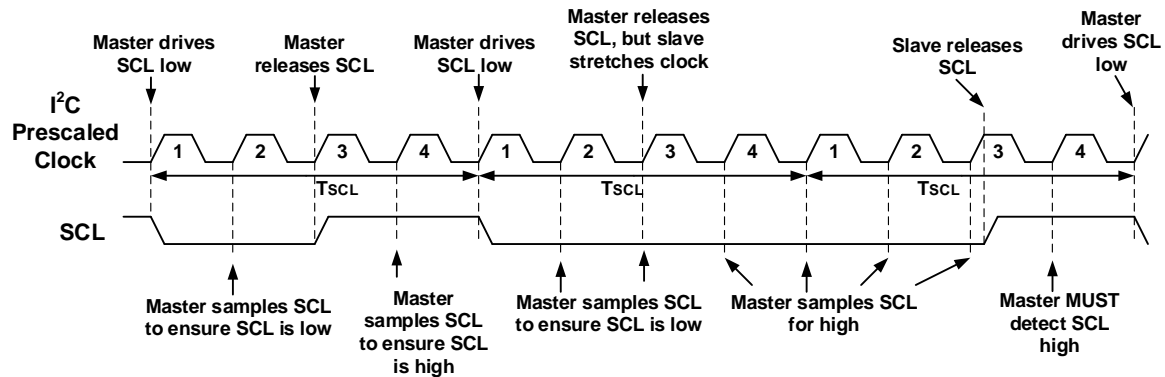 Master drives
SCL low
Master
releases SCL
Master drives
SCL low
Master releases
SCL, but slave
stretches clock
Slave releases
SCL
Master
drives SCL
low
I²C
Prescaled
Clock
1 2 3 4 1 2 3 4 1 2 3 4
TSCL TSCL TSCL
SCL
Master samples SCL
to ensure SCL is low
Master
samples SCL
to ensure SCL
is high
Master samples SCL
to ensure SCL is low
Master samples SCL
for high
Master MUST
detect SCL
high